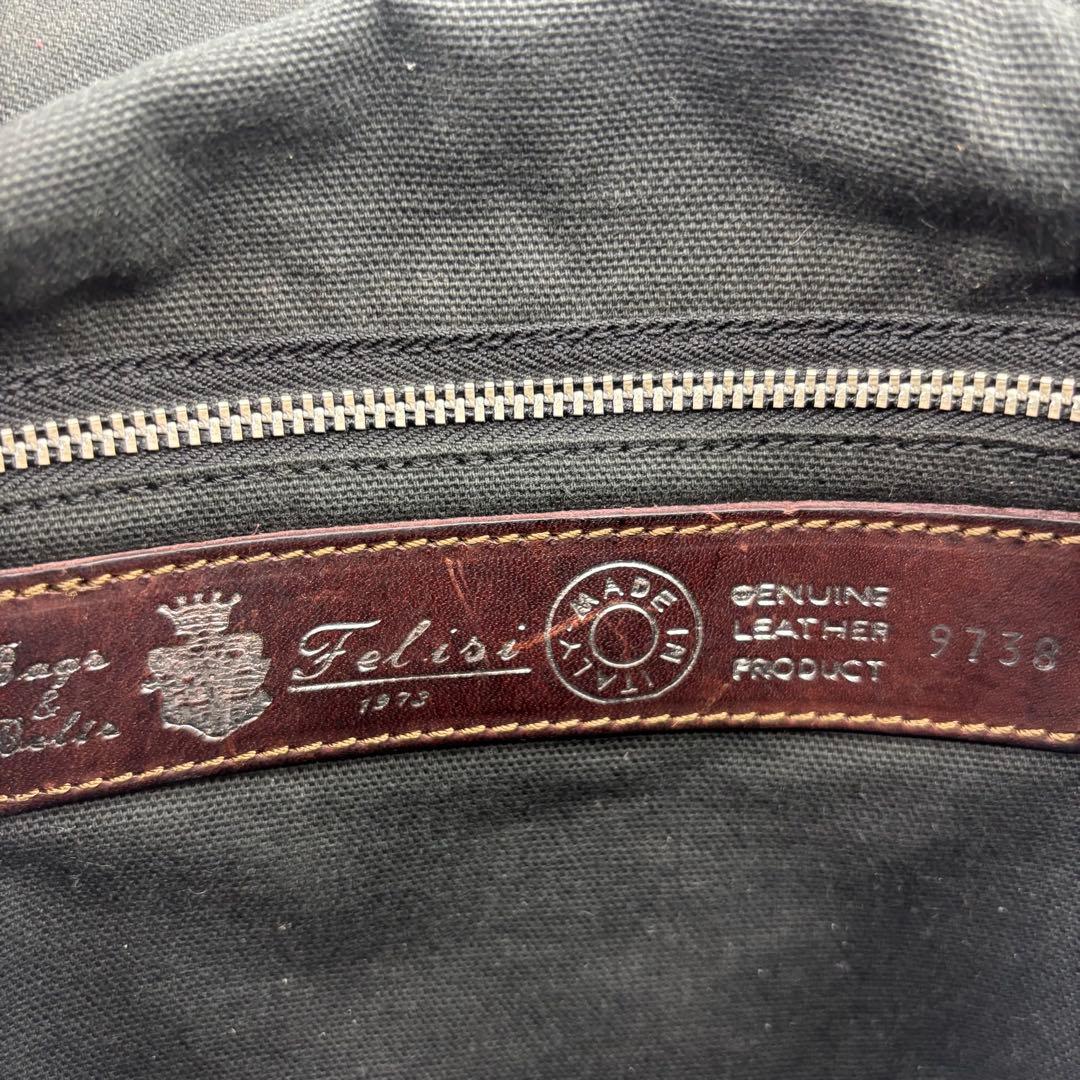 Bags
&
Belts
Felisi
1973
MADE IN ITALY
GENUINE
LEATHER
PRODUCT
9738